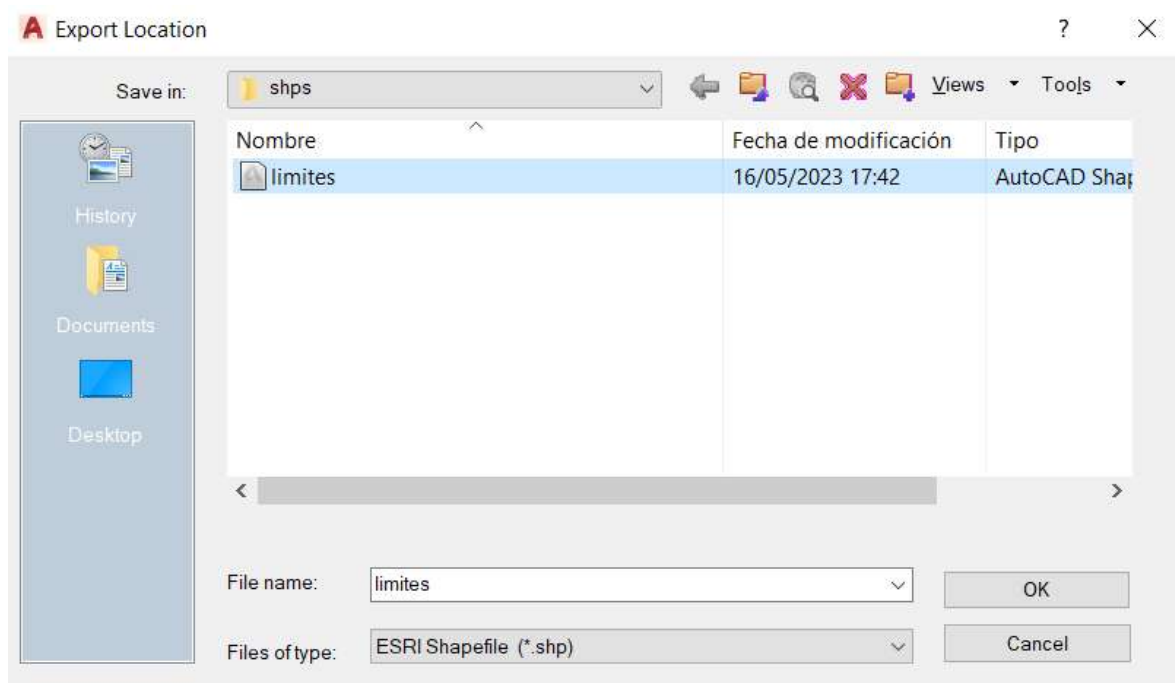 Export Location ?
Save in: shps Views Tools
Nombre Fecha de modificación Tipo
limites 16/05/2023 17:42 AutoCAD Shap
History
Documents
Desktop
File name: limites OK
Files of type: ESRI Shapefile (*.shp) Cancel